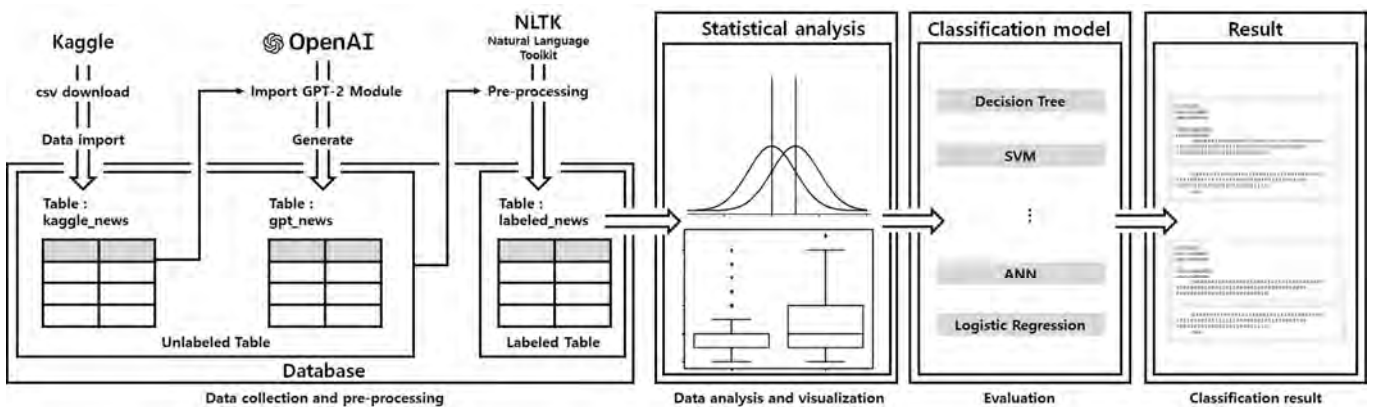 Kaggle
csv download
Data import
OpenAI
Import GPT-2 Module
Generate
NLTK
Natural Language
Toolkit
Pre-processing
Table :
kaggle_news
Table :
gpt_news
Table :
labeled_news
Unlabeled Table
Labeled Table
Database
Data collection and pre-processing
Statistical analysis
Data analysis and visualization
Classification model
Decision Tree
SVM
⋮
ANN
Logistic Regression
Evaluation
Result
Classification result